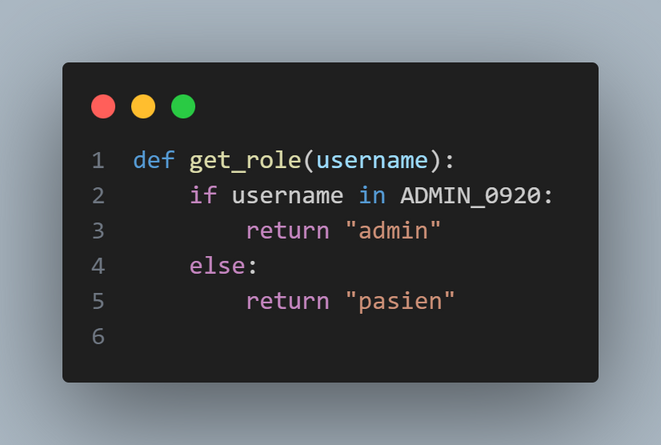 1 def get_role(username):
2     if username in ADMIN_0920:
3         return "admin"
4     else:
5         return "pasien"
6